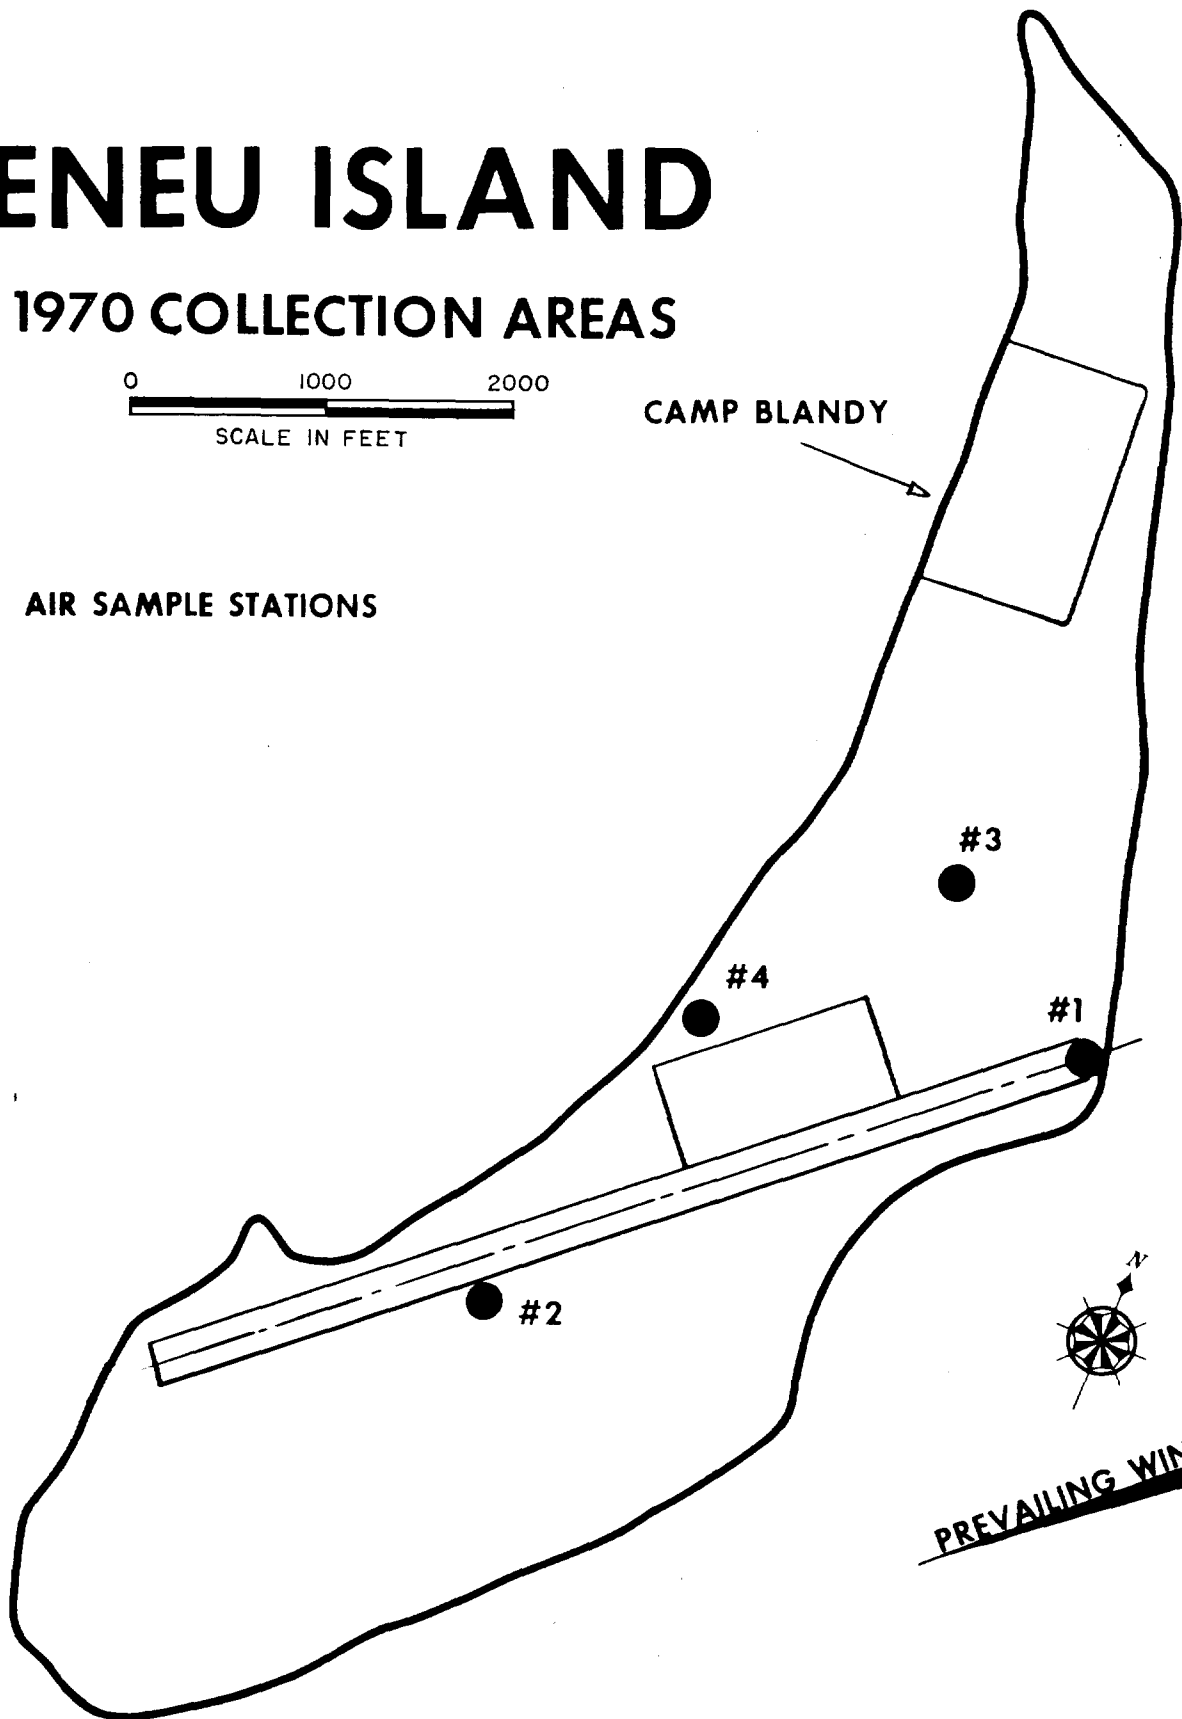 ENEU ISLAND
1970 COLLECTION AREAS
0 1000 2000
SCALE IN FEET
CAMP BLANDY
AIR SAMPLE STATIONS
#3
#4
#1
#2
N
PREVAILING WIN